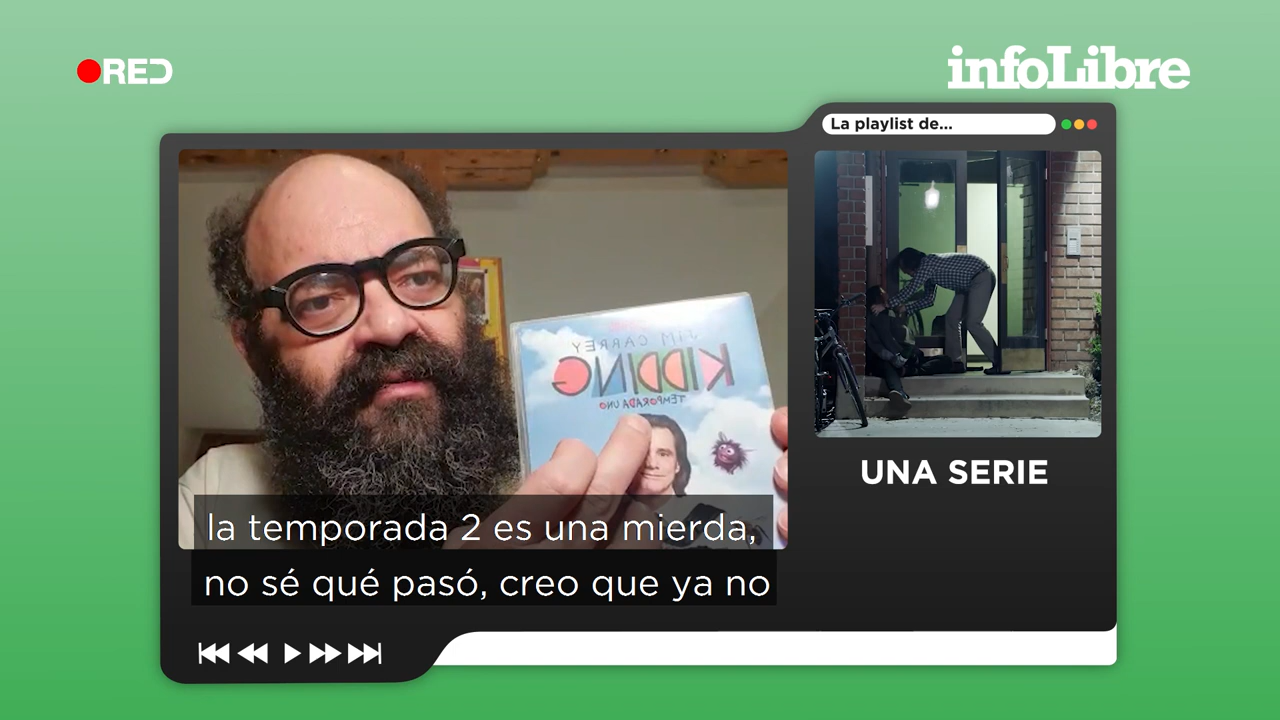 RED
infoLibre
La playlist de...
JIM CARREY
KIDDING
TEMPORADA UNO
UNA SERIE
la temporada 2 es una mierda,
no sé qué pasó, creo que ya no